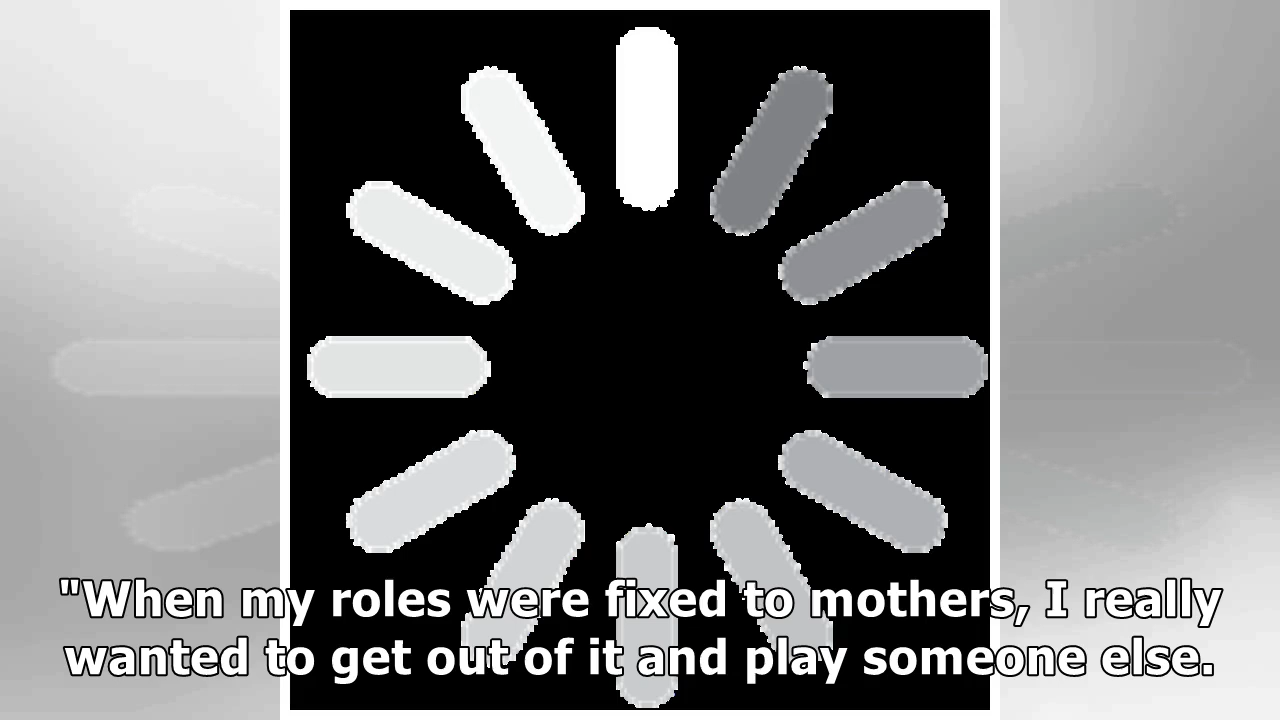 "When my roles were fixed to mothers, I really
wanted to get out of it and play someone else.